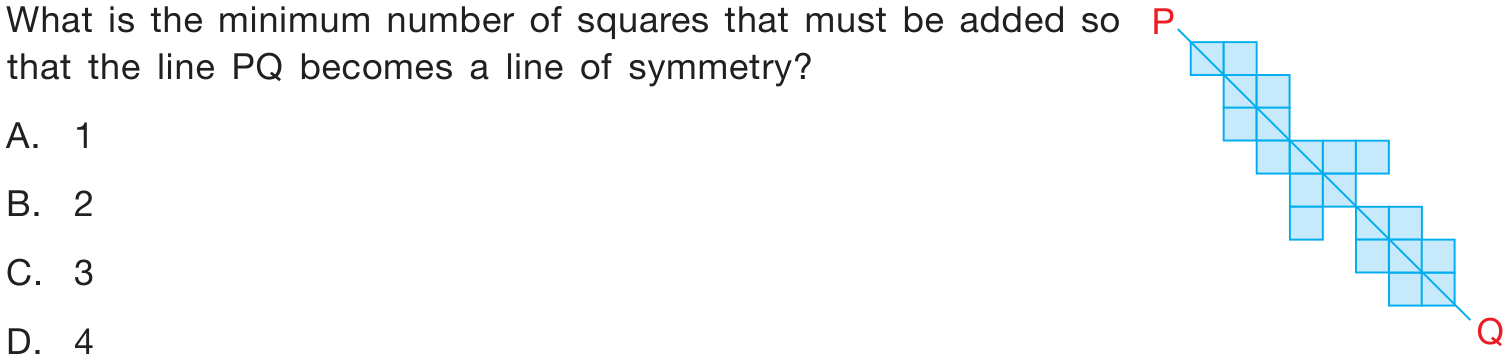 What is the minimum number of squares that must be added so
that the line PQ becomes a line of symmetry?
A. 1
B. 2
C. 3
D. 4
P
Q